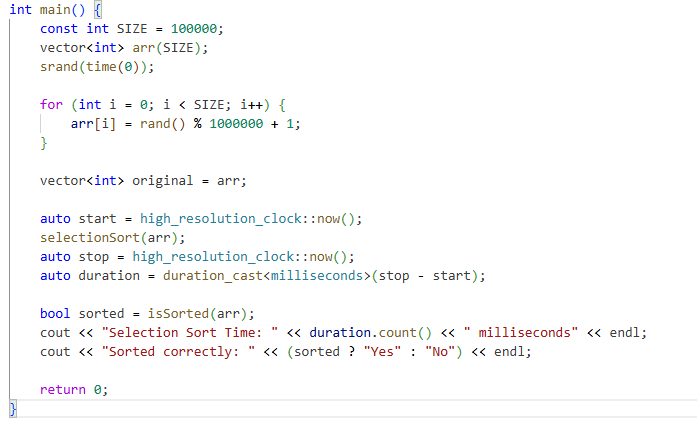 int main() {
    const int SIZE = 100000;
    vector<int> arr(SIZE);
    srand(time(0));
    for (int i = 0; i < SIZE; i++) {
        arr[i] = rand() % 1000000 + 1;
    }
    vector<int> original = arr;
    auto start = high_resolution_clock::now();
    selectionSort(arr);
    auto stop = high_resolution_clock::now();
    auto duration = duration_cast<milliseconds>(stop - start);
    bool sorted = isSorted(arr);
    cout << "Selection Sort Time: " << duration.count() << " milliseconds" << endl;
    cout << "Sorted correctly: " << (sorted ? "Yes" : "No") << endl;
    return 0;
}